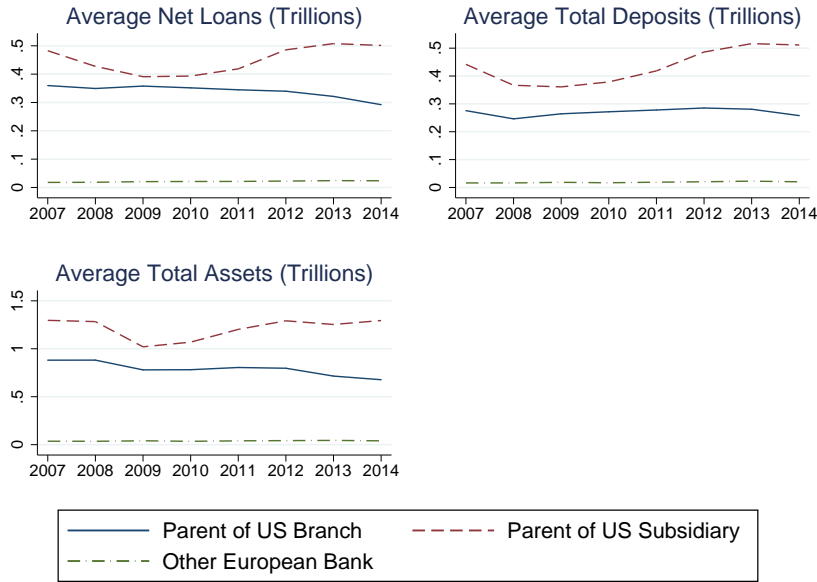 Average Net Loans (Trillions)
.5
.4
.3
.2
.1
0
2007 2008 2009 2010 2011 2012 2013 2014
Average Total Deposits (Trillions)
.5
.4
.3
.2
.1
0
2007 2008 2009 2010 2011 2012 2013 2014
Average Total Assets (Trillions)
1.5
1
.5
0
2007 2008 2009 2010 2011 2012 2013 2014
Parent of US Branch Parent of US Subsidiary
Other European Bank